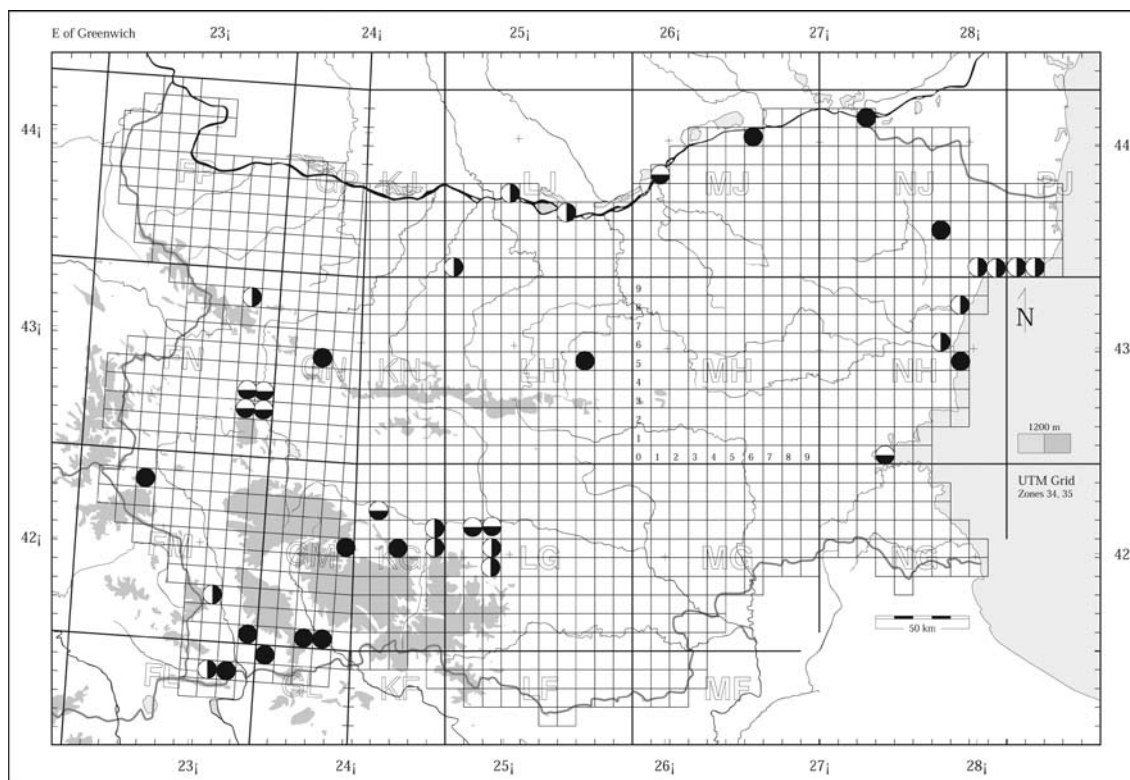 E of Greenwich
23¡ 24¡ 25¡ 26¡ 27¡ 28¡
44¡ 44
FP GP KJ LJ MJ NJ PJ
43¡ 43
9
8
7
6
5
4
3
2
1
0 1 2 3 4 5 6 7 8 9
FN GN KN LH MH NH
N
1200 m
UTM Grid
Zones 34, 35
42¡ 42
FM GM KG LG MG NG
50 km
FL GL KF LF MF
23¡ 24¡ 25¡ 26¡ 27¡ 28¡